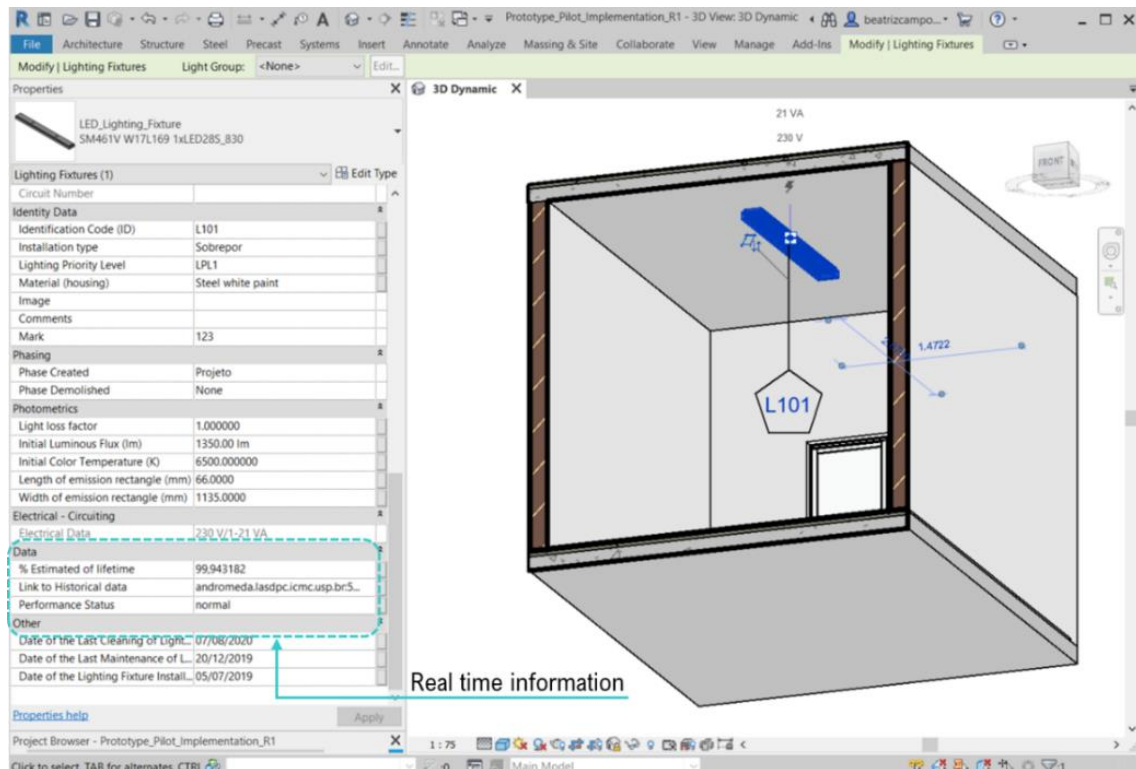 Prototype_Pilot_Implementation_R1 - 3D View: 3D Dynamic
beatrizcampo...
File Architecture Structure Steel Precast Systems Insert Annotate Analyze Massing & Site Collaborate View Manage Add-Ins Modify | Lighting Fixtures
Modify | Lighting Fixtures Light Group: <None> Edit...
Properties
3D Dynamic
LED_Lighting_Fixture
SM461V W17L169 1xLED28S_830
Lighting Fixtures (1) Edit Type
Circuit Number
Identity Data
Identification Code (ID) L101
Installation type Sobrepor
Lighting Priority Level LPL1
Material (housing) Steel white paint
Image
Comments
Mark 123
Phasing
Phase Created Projeto
Phase Demolished None
Photometrics
Light loss factor 1.000000
Initial Luminous Flux (lm) 1350.00 lm
Initial Color Temperature (K) 6500.000000
Length of emission rectangle (mm) 66.0000
Width of emission rectangle (mm) 1135.0000
Electrical - Circuiting
Electrical Data 230 V/1-21 VA
Data
% Estimated of lifetime 99,943182
Link to Historical data andromeda.lasdpc.icmc.usp.br:5...
Performance Status normal
Other
Date of the Last Cleaning of Light... 07/08/2020
Date of the Last Maintenance of L... 20/12/2019
Date of the Lighting Fixture Install... 05/07/2019
Properties help Apply
Project Browser - Prototype_Pilot_Implementation_R1
Click to select, TAB for alternates, CTRL
21 VA
230 V
FRONT
1.4722
L101
Real time information
1 : 75
:0 Main Model
:1